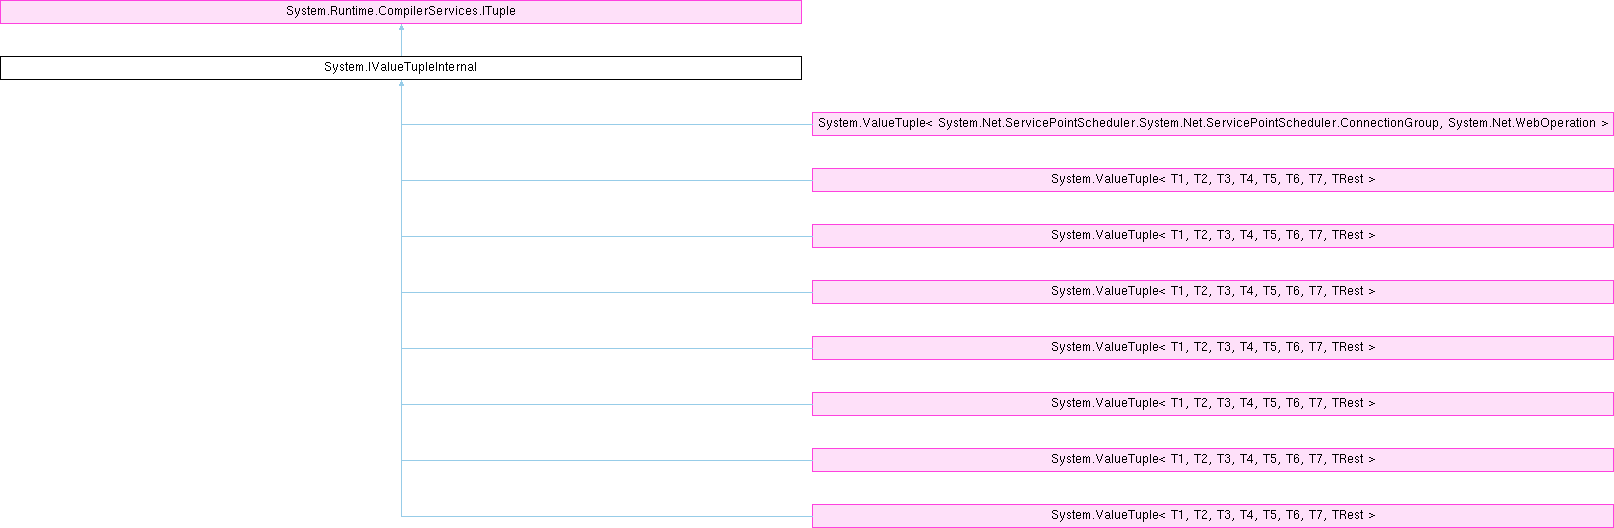 System.Runtime.CompilerServices.ITuple
System.IValueTupleInternal
System.ValueTuple< System.Net.ServicePointScheduler.System.Net.ServicePointScheduler.ConnectionGroup, System.Net.WebOperation >
System.ValueTuple< T1, T2, T3, T4, T5, T6, T7, TRest >
System.ValueTuple< T1, T2, T3, T4, T5, T6, T7, TRest >
System.ValueTuple< T1, T2, T3, T4, T5, T6, T7, TRest >
System.ValueTuple< T1, T2, T3, T4, T5, T6, T7, TRest >
System.ValueTuple< T1, T2, T3, T4, T5, T6, T7, TRest >
System.ValueTuple< T1, T2, T3, T4, T5, T6, T7, TRest >
System.ValueTuple< T1, T2, T3, T4, T5, T6, T7, TRest >